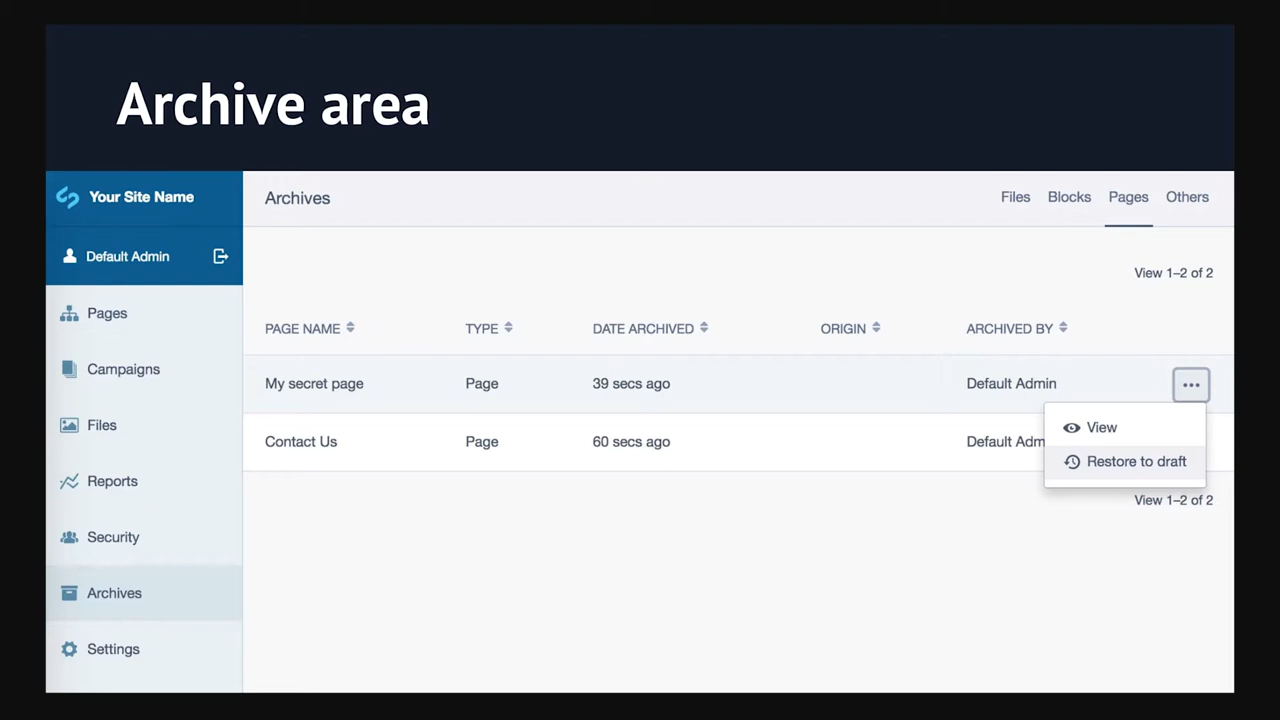 Archive area
Your Site Name
Archives
Files Blocks Pages Others
Default Admin
View 1–2 of 2
Pages
Campaigns
Files
Reports
Security
Archives
Settings
PAGE NAME TYPE DATE ARCHIVED ORIGIN ARCHIVED BY
My secret page Page 39 secs ago Default Admin
View
Contact Us Page 60 secs ago Default Adm
Restore to draft
View 1–2 of 2